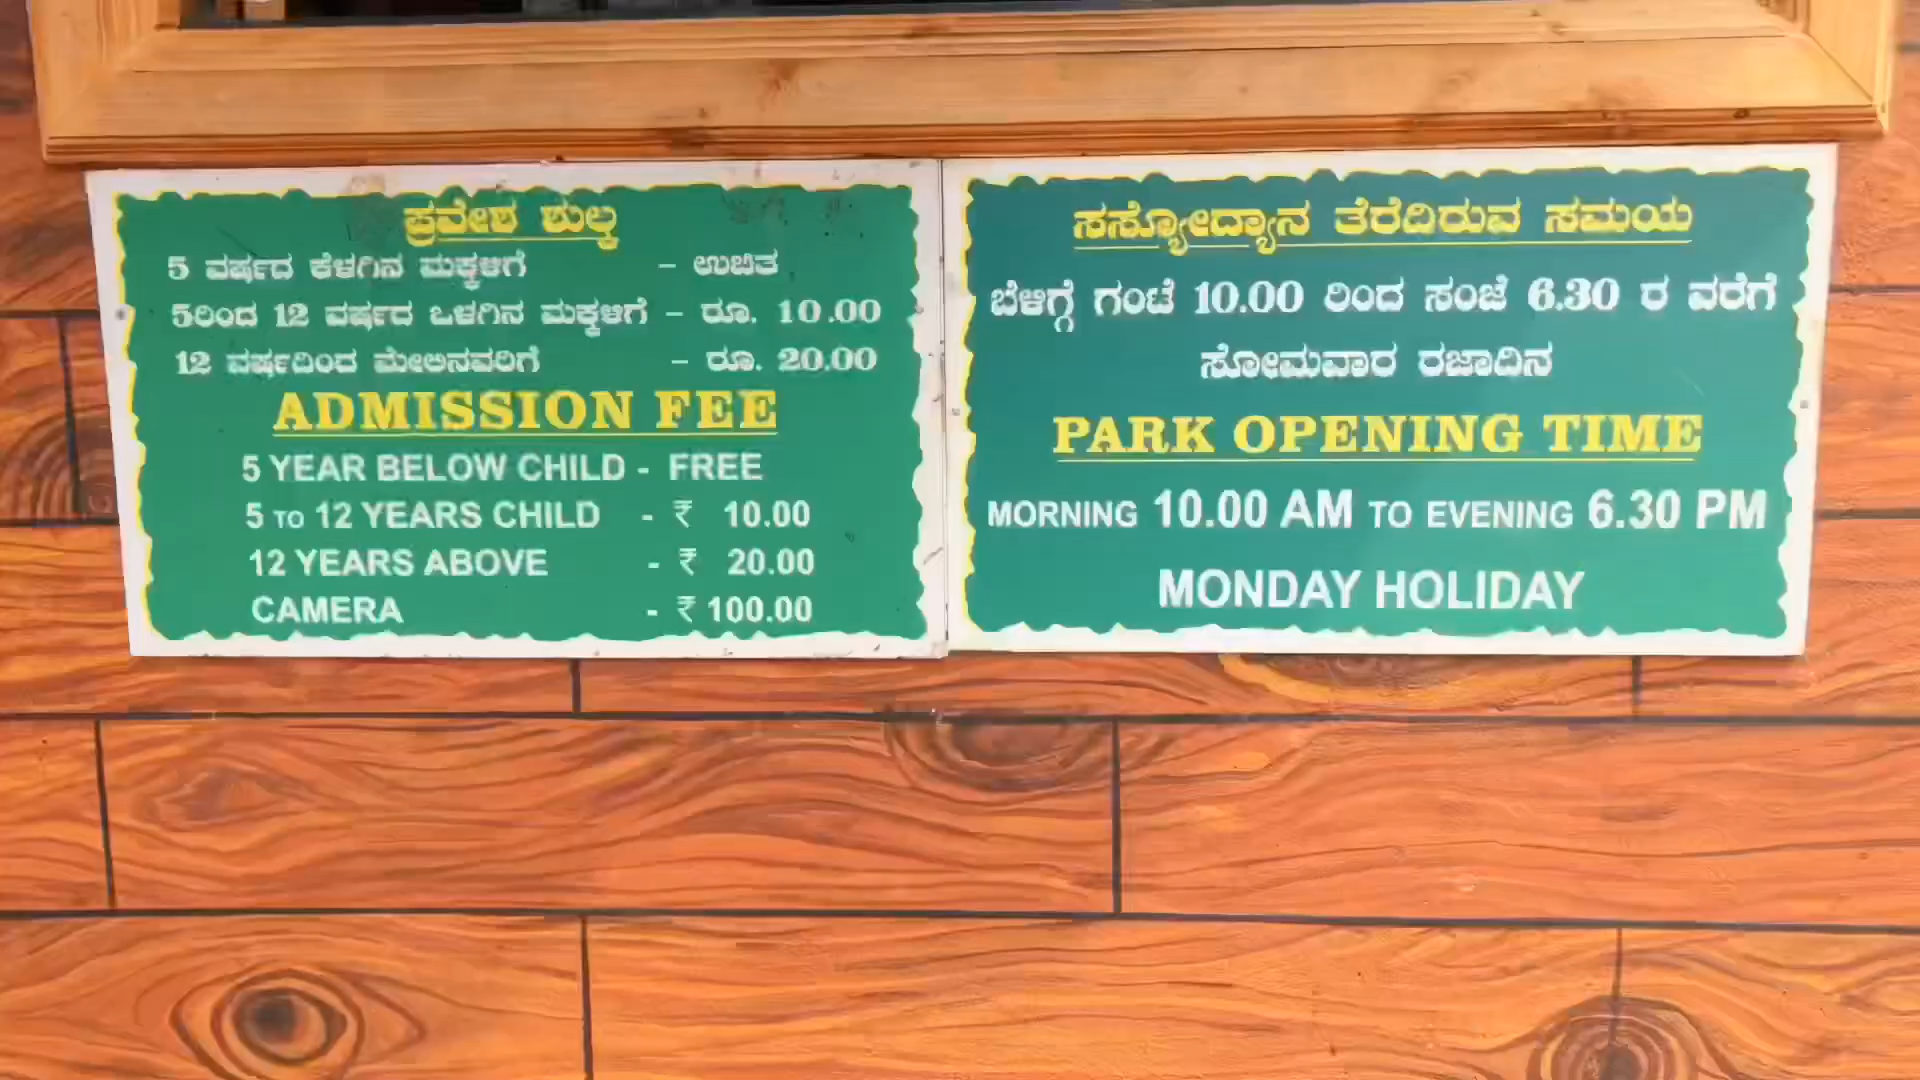 ಪ್ರವೇಶ ಶುಲ್ಕ
5 ವರ್ಷದ ಕೆಳಗಿನ ಮಕ್ಕಳಿಗೆ - ಉಚಿತ
5ರಿಂದ 12 ವರ್ಷದ ಒಳಗಿನ ಮಕ್ಕಳಿಗೆ - ರೂ. 10.00
12 ವರ್ಷದಿಂದ ಮೇಲಿನವರಿಗೆ - ರೂ. 20.00
ADMISSION FEE
5 YEAR BELOW CHILD - FREE
5 TO 12 YEARS CHILD - ₹ 10.00
12 YEARS ABOVE - ₹ 20.00
CAMERA - ₹ 100.00
ಸಸ್ಯೋದ್ಯಾನ ತೆರೆದಿರುವ ಸಮಯ
ಬೆಳಿಗ್ಗೆ ಗಂಟೆ 10.00 ರಿಂದ ಸಂಜೆ 6.30 ರ ವರೆಗೆ
ಸೋಮವಾರ ರಜಾದಿನ
PARK OPENING TIME
MORNING 10.00 AM TO EVENING 6.30 PM
MONDAY HOLIDAY